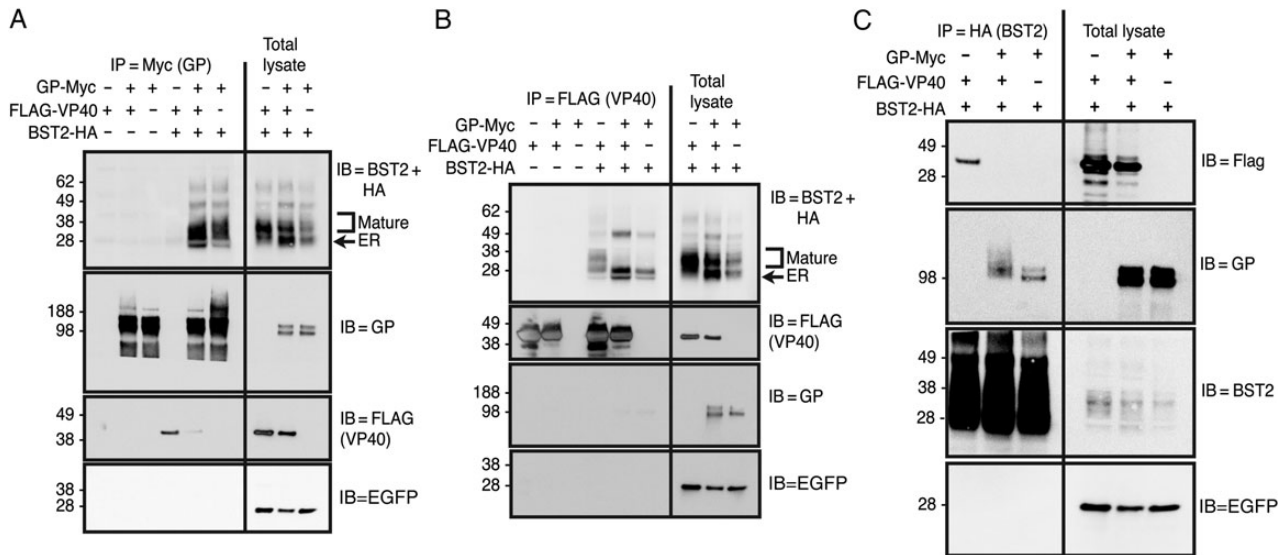 A
IP = Myc (GP)
Total
lysate
GP-Myc - + + - + + - + +
FLAG-VP40 + + - + + - + + -
BST2-HA - - - + + + + + +
62
49
38
28
IB = BST2 +
HA
Mature
ER
188
98
IB = GP
49
38
IB = FLAG
(VP40)
38
28
IB=EGFP
B
IP = FLAG (VP40)
Total
lysate
GP-Myc - + + - + + - + +
FLAG-VP40 + + - + + - + + -
BST2-HA - - - + + + + + +
62
49
38
28
IB = BST2 +
HA
Mature
ER
49
38
IB = FLAG
(VP40)
188
98
IB = GP
38
28
IB=EGFP
C
IP = HA (BST2)
Total lysate
GP-Myc - + + - + +
FLAG-VP40 + + - + + -
BST2-HA + + + + + +
49
28
IB = Flag
98
IB = GP
49
38
28
IB = BST2
28
IB=EGFP